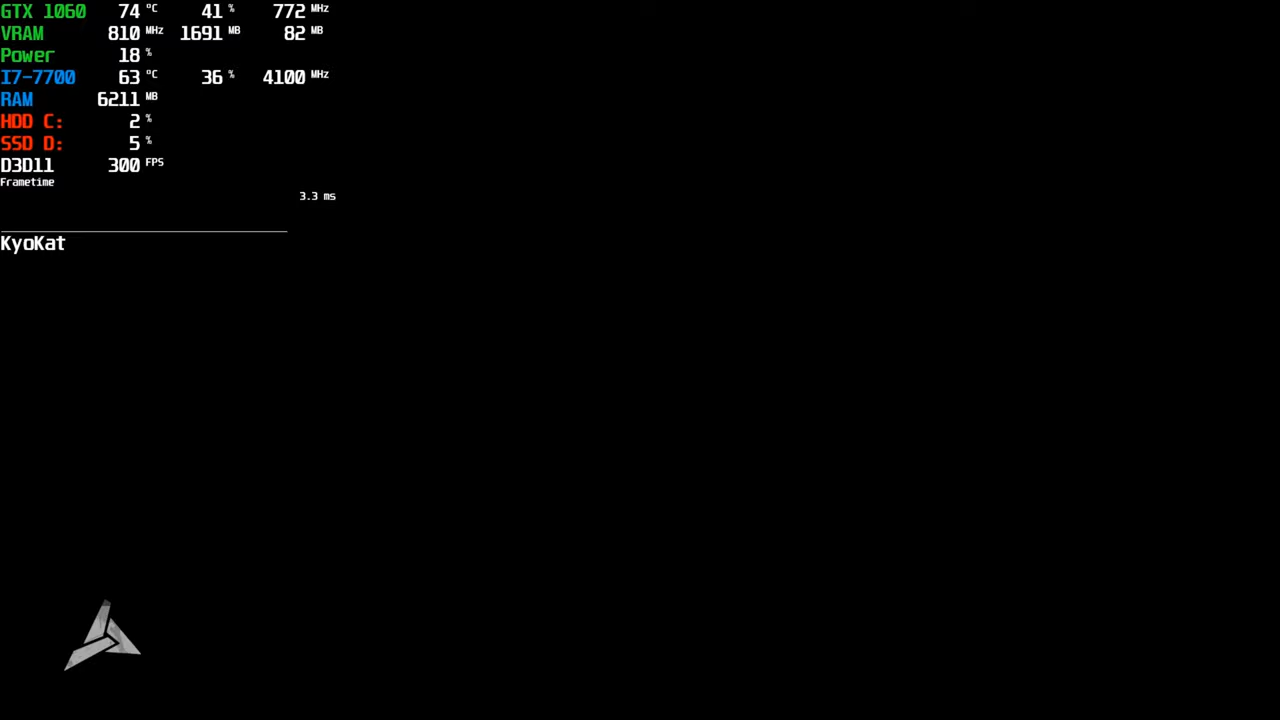 GTX 1060 74 °C 41 % 772 MHz
VRAM 810 MHz 1691 MB 82 MB
Power 18 %
I7-7700 63 °C 36 % 4100 MHz
RAM 6211 MB
HDD C: 2 %
SSD D: 5 %
D3D11 300 FPS
Frametime
3.3 ms
KyoKat